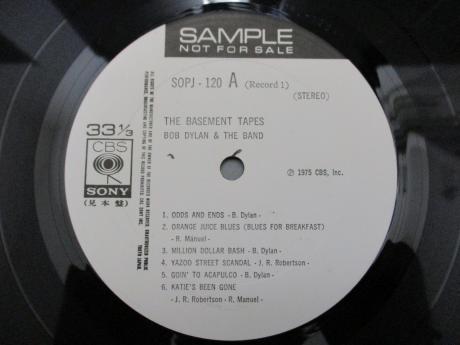 SAMPLE
NOT FOR SALE
SOPJ - 120 A (Record 1)
(STEREO)
THE BASEMENT TAPES
BOB DYLAN & THE BAND
33 1/3
CBS
SONY
(見本盤)
Ⓟ 1975 CBS, Inc.
1. ODDS AND ENDS - B. Dylan -
2. ORANGE JUICE BLUES (BLUES FOR BREAKFAST)
- R. Manuel -
3. MILLION DOLLAR BASH - B. Dylan -
4. YAZOO STREET SCANDAL - J. R. Robertson -
5. GOIN' TO ACAPULCO - B. Dylan -
6. KATIE'S BEEN GONE
- J. R. Robertson - R. Manuel -